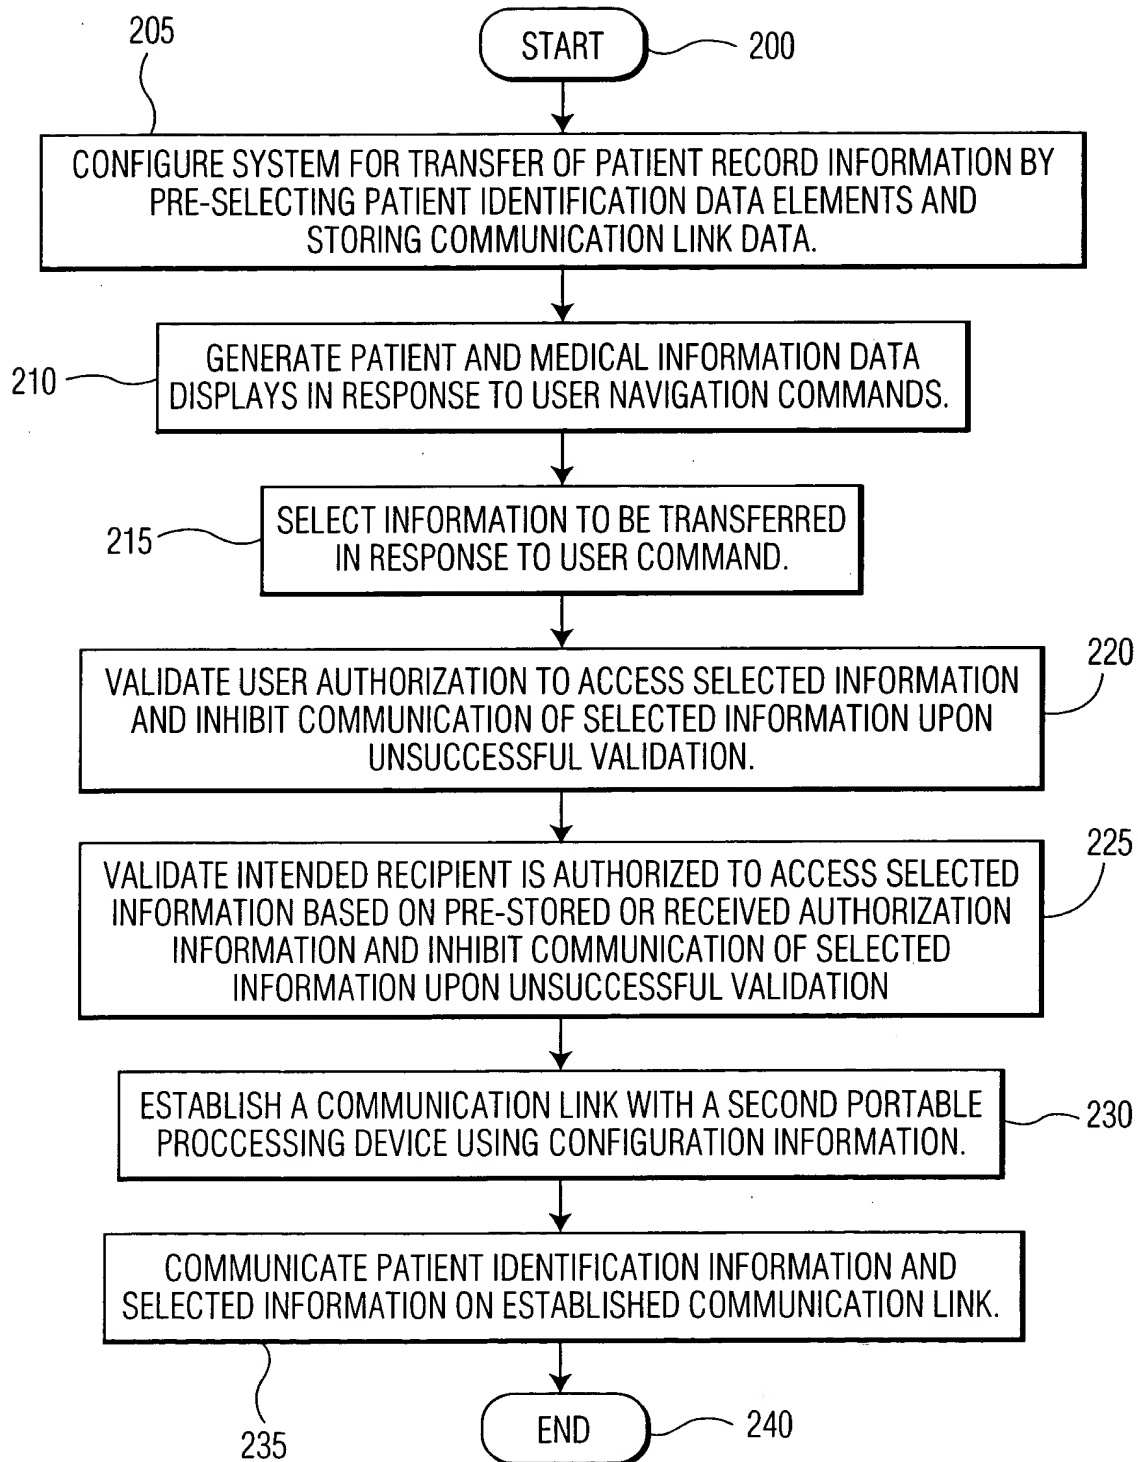 205
START
200
CONFIGURE SYSTEM FOR TRANSFER OF PATIENT RECORD INFORMATION BY
PRE-SELECTING PATIENT IDENTIFICATION DATA ELEMENTS AND
STORING COMMUNICATION LINK DATA.
GENERATE PATIENT AND MEDICAL INFORMATION DATA
DISPLAYS IN RESPONSE TO USER NAVIGATION COMMANDS.
210
SELECT INFORMATION TO BE TRANSFERRED
IN RESPONSE TO USER COMMAND.
215
220
VALIDATE USER AUTHORIZATION TO ACCESS SELECTED INFORMATION
AND INHIBIT COMMUNICATION OF SELECTED INFORMATION UPON
UNSUCCESSFUL VALIDATION.
225
VALIDATE INTENDED RECIPIENT IS AUTHORIZED TO ACCESS SELECTED
INFORMATION BASED ON PRE-STORED OR RECEIVED AUTHORIZATION
INFORMATION AND INHIBIT COMMUNICATION OF SELECTED
INFORMATION UPON UNSUCCESSFUL VALIDATION
ESTABLISH A COMMUNICATION LINK WITH A SECOND PORTABLE
PROCCESSING DEVICE USING CONFIGURATION INFORMATION.
230
COMMUNICATE PATIENT IDENTIFICATION INFORMATION AND
SELECTED INFORMATION ON ESTABLISHED COMMUNICATION LINK.
235
END
240